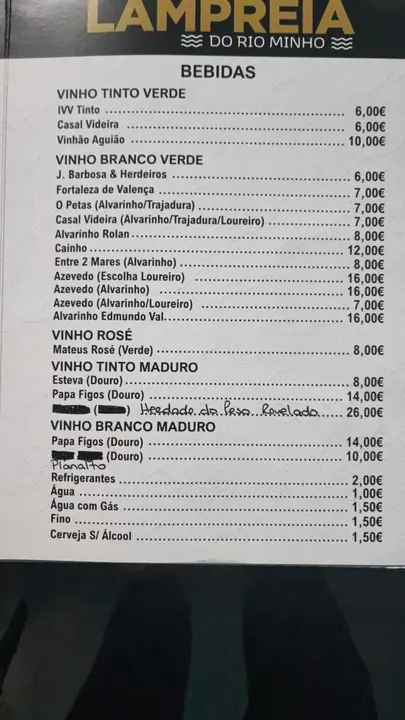 LAMPREIA
DO RIO MINHO
BEBIDAS
VINHO TINTO VERDE
IVV Tinto ........ 6,00€
Casal Videira ........ 6,00€
Vinhão Aguião ........ 10,00€
VINHO BRANCO VERDE
J. Barbosa & Herdeiros ........ 6,00€
Fortaleza de Valença ........ 7,00€
O Petas (Alvarinho/Trajadura) ........ 7,00€
Casal Videira (Alvarinho/Trajadura/Loureiro) ........ 7,00€
Alvarinho Rolan ........ 8,00€
Cainho ........ 12,00€
Entre 2 Mares (Alvarinho) ........ 8,00€
Azevedo (Escolha Loureiro) ........ 16,00€
Azevedo (Alvarinho) ........ 16,00€
Azevedo (Alvarinho/Loureiro) ........ 7,00€
Alvarinho Edmundo Val ........ 16,00€
VINHO ROSÉ
Mateus Rosé (Verde) ........ 8,00€
VINHO TINTO MADURO
Esteva (Douro) ........ 8,00€
Papa Figos (Douro) ........ 14,00€
Herdade do Peso Revelado ........ 26,00€
VINHO BRANCO MADURO
Papa Figos (Douro) ........ 14,00€
(Douro) ........ 10,00€
Planalto
Refrigerantes ........ 2,00€
Água ........ 1,00€
Água com Gás ........ 1,50€
Fino ........ 1,50€
Cerveja S/ Álcool ........ 1,50€